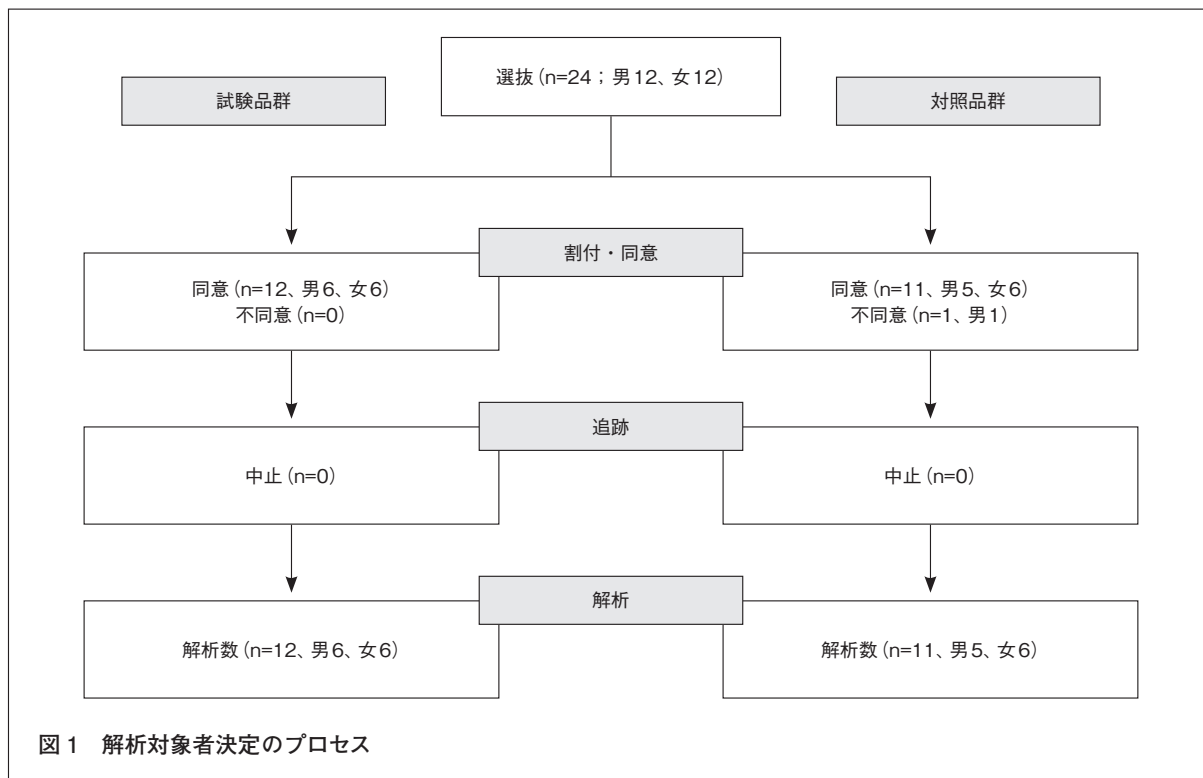 選抜（n=24；男12、女12）
試験品群
対照品群
割付・同意
同意（n=12、男6、女6）
不同意（n=0）
同意（n=11、男5、女6）
不同意（n=1、男1）
追跡
中止（n=0）
中止（n=0）
解析
解析数（n=12、男6、女6）
解析数（n=11、男5、女6）
図1　解析対象者決定のプロセス